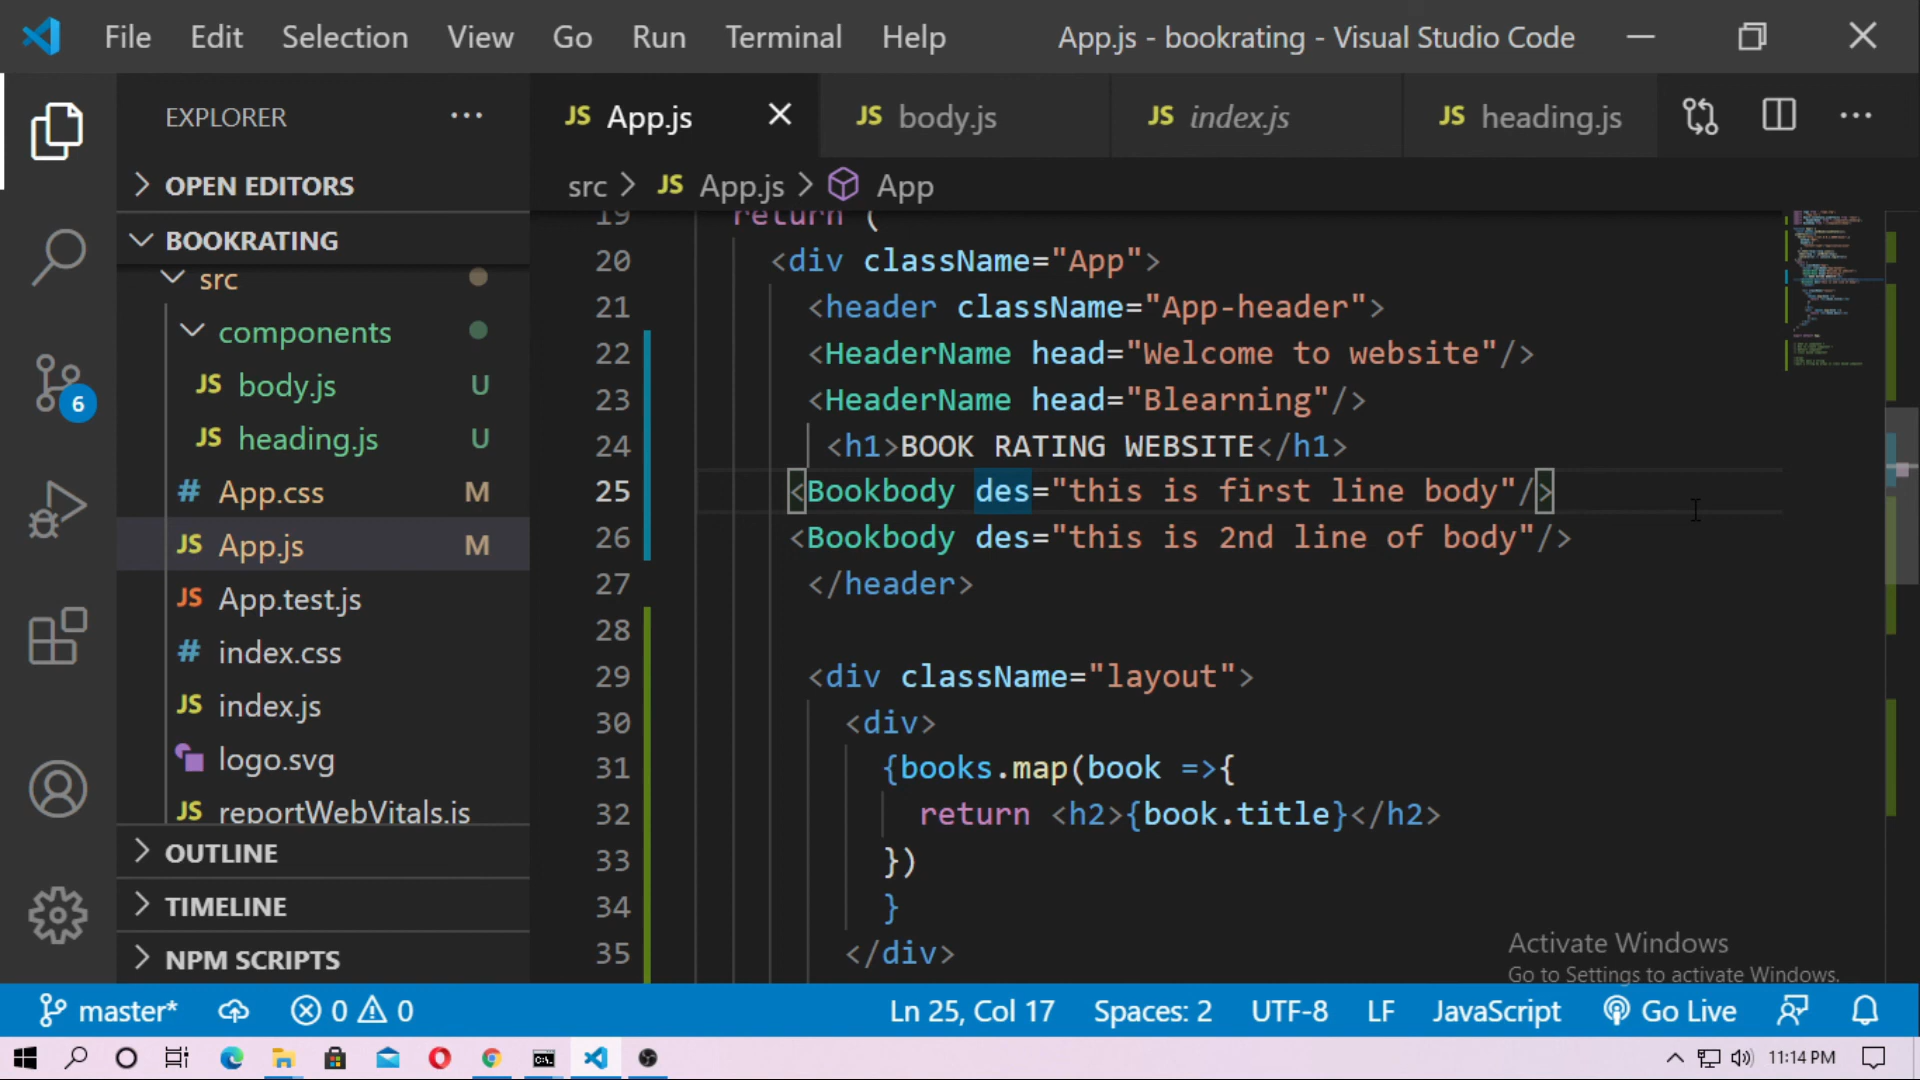 File Edit Selection View Go Run Terminal Help App.js - bookrating - Visual Studio Code
EXPLORER
JS App.js
JS body.js
JS index.js
JS heading.js
OPEN EDITORS
src > JS App.js > App
BOOKRATING
src
components
JS body.js U
JS heading.js U
# App.css M
JS App.js M
JS App.test.js
# index.css
JS index.js
logo.svg
JS reportWebVitals.js
OUTLINE
TIMELINE
NPM SCRIPTS
6
19 return (
20 <div className="App">
21 <header className="App-header">
22 <HeaderName head="Welcome to website"/>
23 <HeaderName head="Blearning"/>
24 <h1>BOOK RATING WEBSITE</h1>
25 <Bookbody des="this is first line body"/>
26 <Bookbody des="this is 2nd line of body"/>
27 </header>
28
29 <div className="layout">
30 <div>
31 {books.map(book =>{
32 return <h2>{book.title}</h2>
33 })
34 }
35 </div>
Activate Windows
Go to Settings to activate Windows.
master* 0 0 Ln 25, Col 17 Spaces: 2 UTF-8 LF JavaScript Go Live
11:14 PM